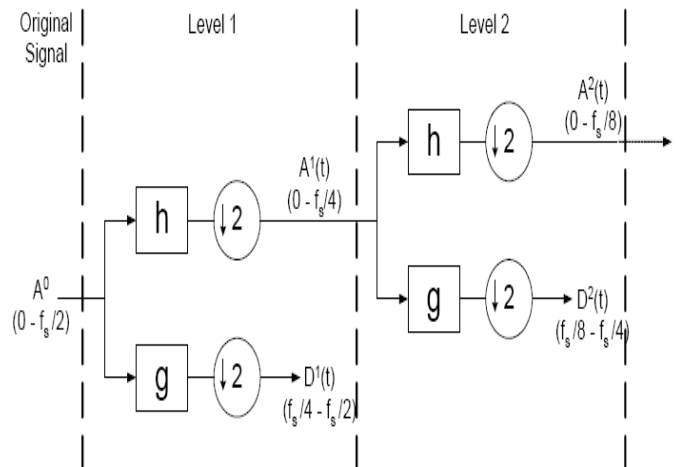 Original
Signal
Level 1
Level 2
A²(t)
(0 - fₛ/8)
h
↓2
A¹(t)
(0 - fₛ/4)
h
↓2
A⁰
(0 - fₛ/2)
g
↓2
D²(t)
(fₛ/8 - fₛ/4)
g
↓2
D¹(t)
(fₛ/4 - fₛ/2)